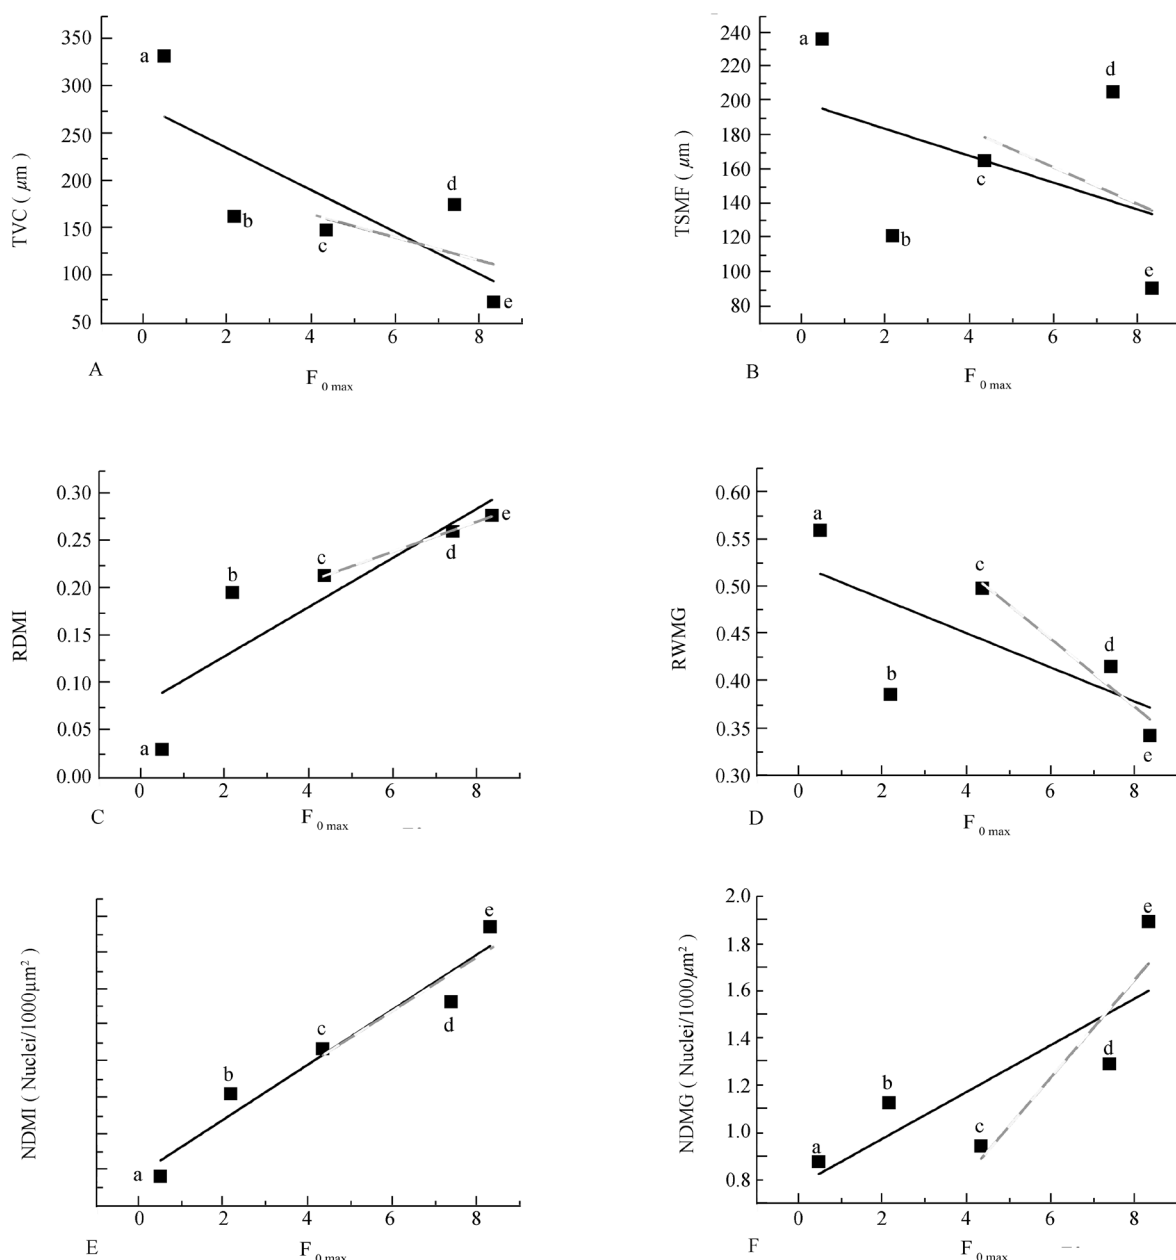 350
300
250
200
150
100
50
TVC ( μm )
a
b
c
d
e
0
2
4
6
8
A
F 0 max
240
220
200
180
160
140
120
100
80
TSMF ( μm )
a
b
c
d
e
0
2
4
6
8
B
F 0 max
0.30
0.25
0.20
0.15
0.10
0.05
0.00
RDMI
a
b
c
d
e
0
2
4
6
8
C
F 0 max
0.60
0.55
0.50
0.45
0.40
0.35
0.30
RWMG
a
b
c
d
e
0
2
4
6
8
D
F 0 max
NDMI ( Nuclei/1000μm²)
a
b
c
d
e
0
2
4
6
8
E
F 0 max
2.0
1.8
1.6
1.4
1.2
1.0
0.8
NDMG ( Nuclei/1000μm²)
a
b
c
d
e
0
2
4
6
8
F
F 0 max